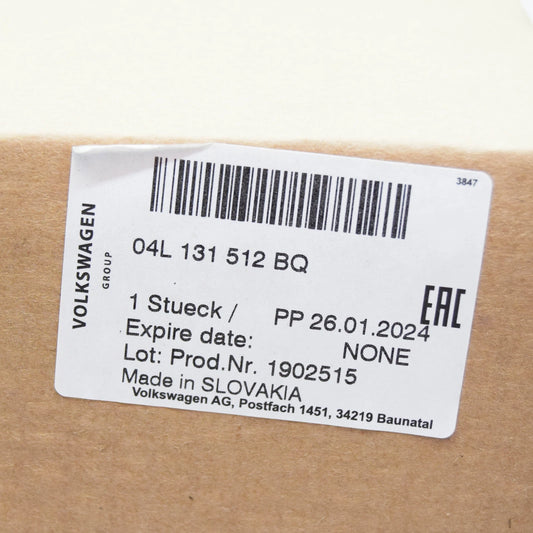 3847
VOLKSWAGEN
GROUP
04L 131 512 BQ
1 Stueck / PP 26.01.2024
Expire date: NONE
EAC
Lot: Prod.Nr. 1902515
Made in SLOVAKIA
Volkswagen AG, Postfach 1451, 34219 Baunatal